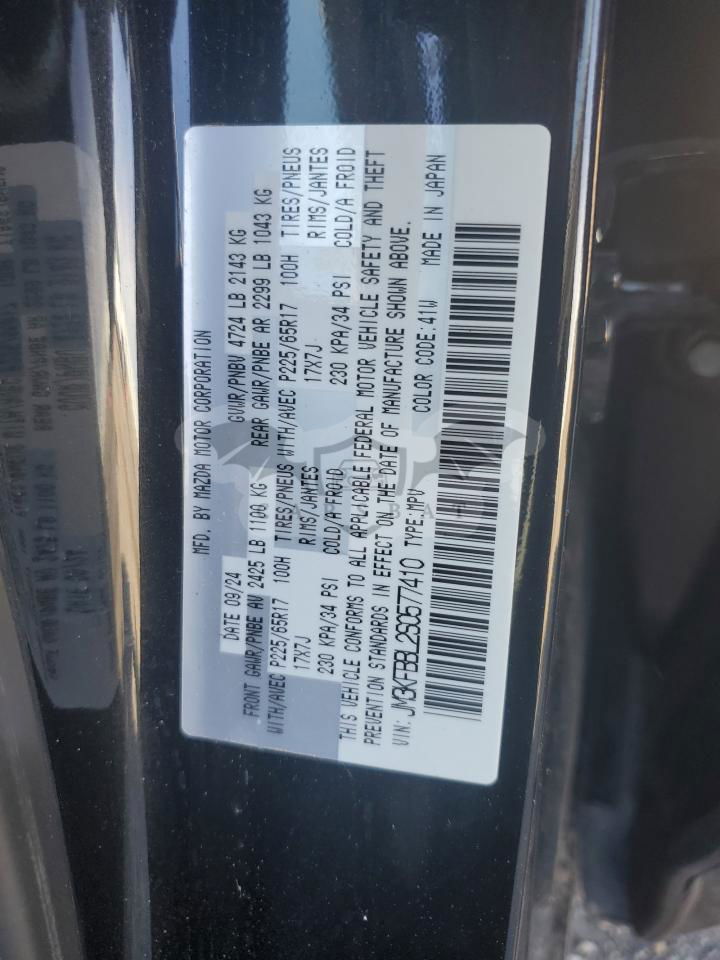 MFD. BY MAZDA MOTOR CORPORATION
DATE 09/24 GVWR/PNBV 4724 LB 2143 KG
FRONT GAWR/PNBE AV 2425 LB 1100 KG REAR GAWR/PNBE AR 2299 LB 1043 KG
WITH/AVEC P225/65R17 100H TIRES/PNEUS WITH/AVEC P225/65R17 100H TIRES/PNEUS
17X7J RIMS/JANTES 17X7J RIMS/JANTES
230 KPA/34 PSI COLD/A FROID 230 KPA/34 PSI COLD/A FROID
THIS VEHICLE CONFORMS TO ALL APPLICABLE FEDERAL MOTOR VEHICLE SAFETY AND THEFT
PREVENTION STANDARDS IN EFFECT ON THE DATE OF MANUFACTURE SHOWN ABOVE.
VIN: JM3KFBBL2S0577410 TYPE:MPV COLOR CODE:41W MADE IN JAPAN
CARSBAT